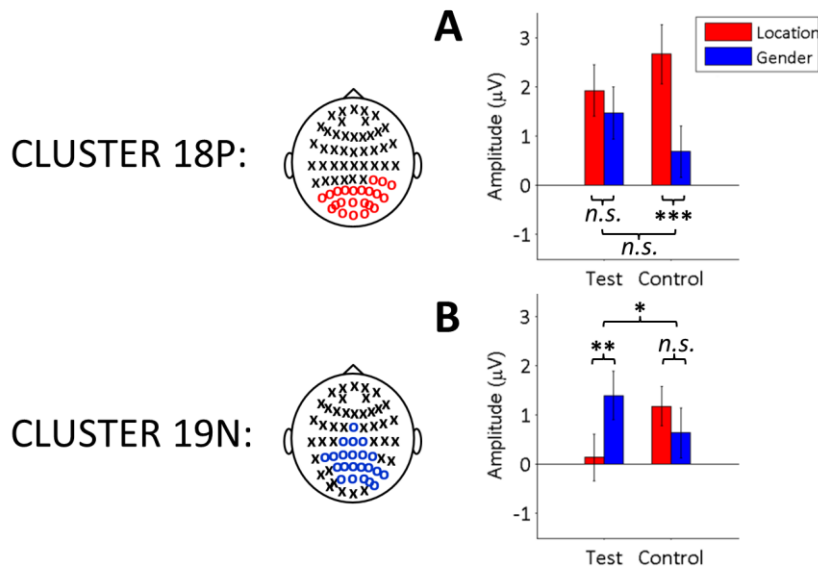 A
CLUSTER 18P:
Amplitude (µV)
3
2
1
0
-1
Location
Gender
n.s.
***
n.s.
Test Control
B
CLUSTER 19N:
Amplitude (µV)
3
2
1
0
-1
*
**
n.s.
Test Control